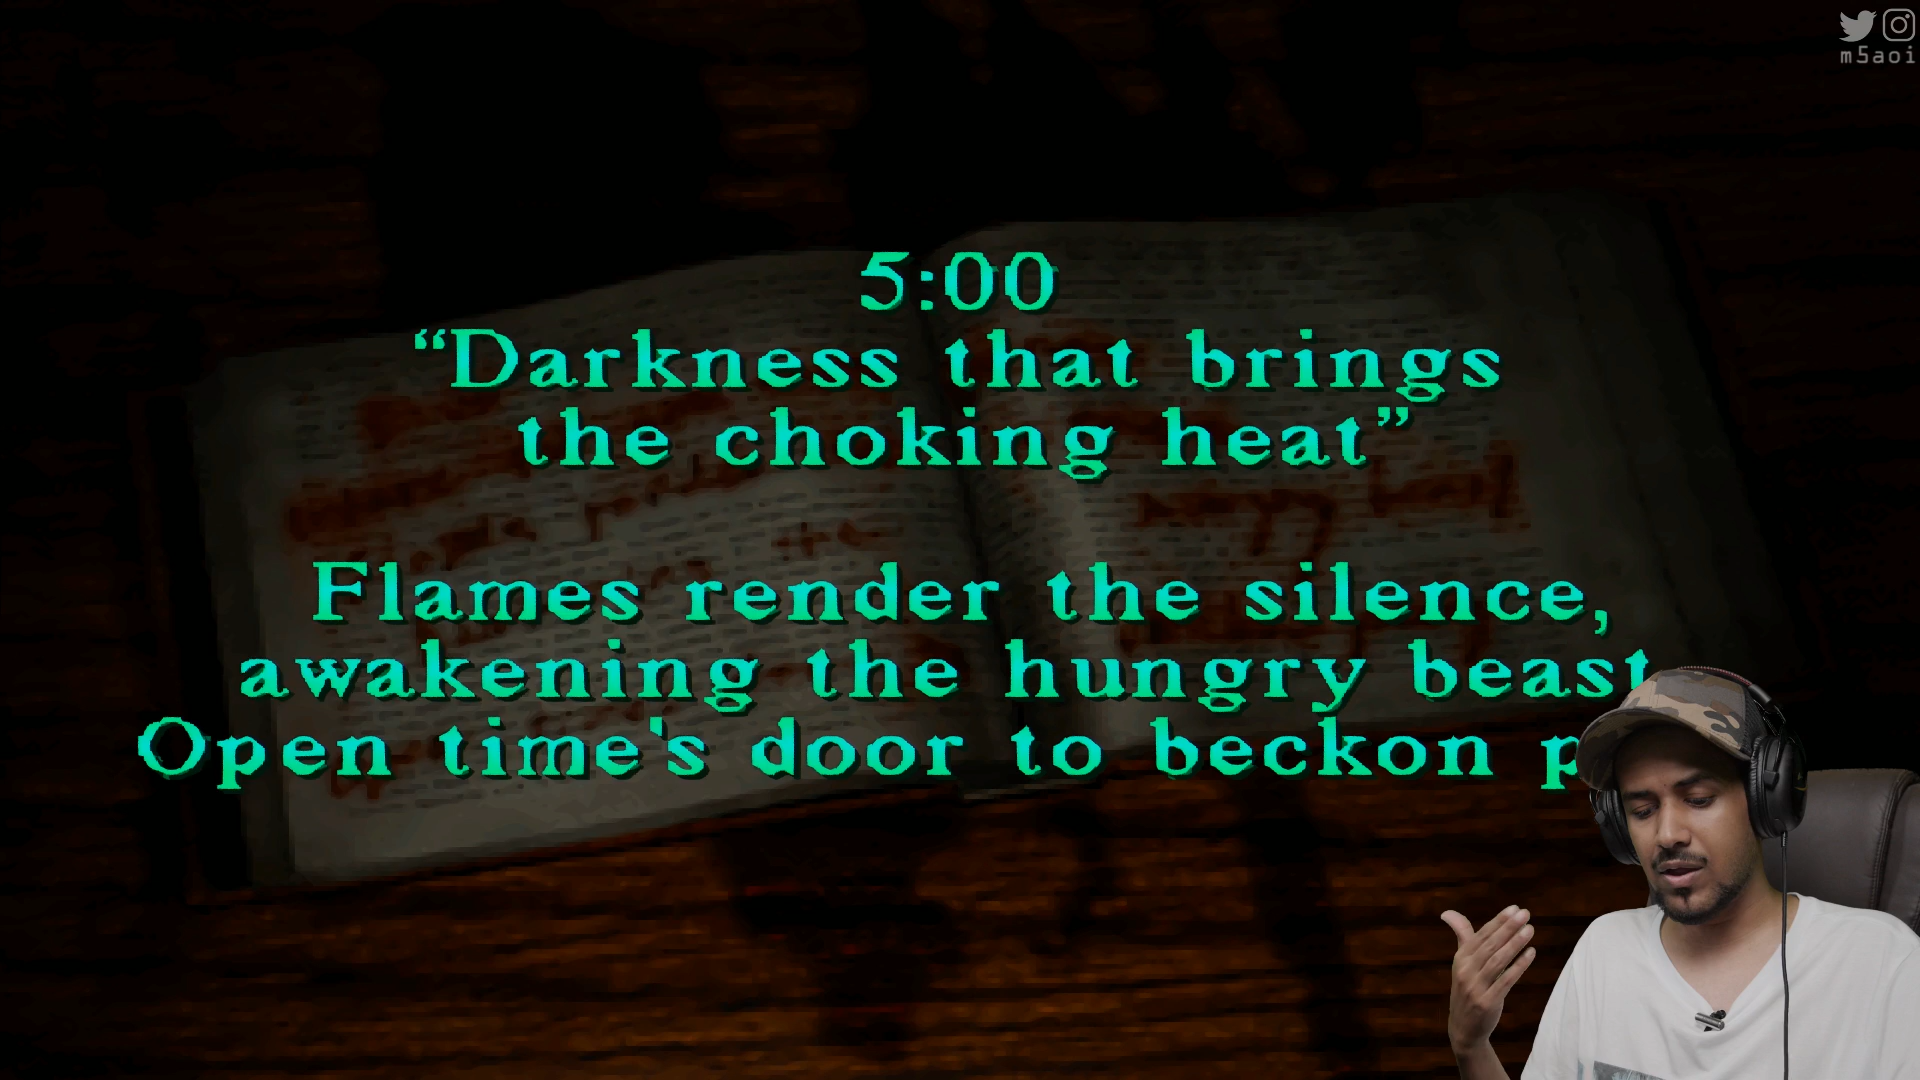 m5aoi
5:00
“Darkness that brings
the choking heat”
Flames render the silence,
awakening the hungry beast
Open time's door to beckon